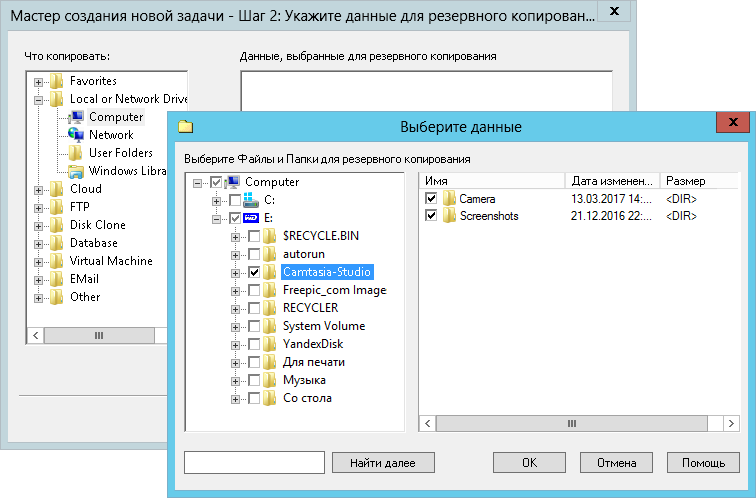 Мастер создания новой задачи - Шаг 2: Укажите данные для резервного копирован...
x
Что копировать:
Данные, выбранные для резервного копирования
Favorites
Local or Network Drive
Computer
Network
User Folders
Windows Libra
Cloud
FTP
Disk Clone
Database
Virtual Machine
EMail
Other
Выберите данные
x
Выберите Файлы и Папки для резервного копирования
Computer
C:
E:
$RECYCLE.BIN
autorun
Camtasia-Studio
Freepic_com Image
RECYCLER
System Volume
YandexDisk
Для печати
Музыка
Со стола
Имя Дата изменен... Размер
Camera 13.03.2017 14:... <DIR>
Screenshots 21.12.2016 22:... <DIR>
Найти далее
OK
Отмена
Помощь